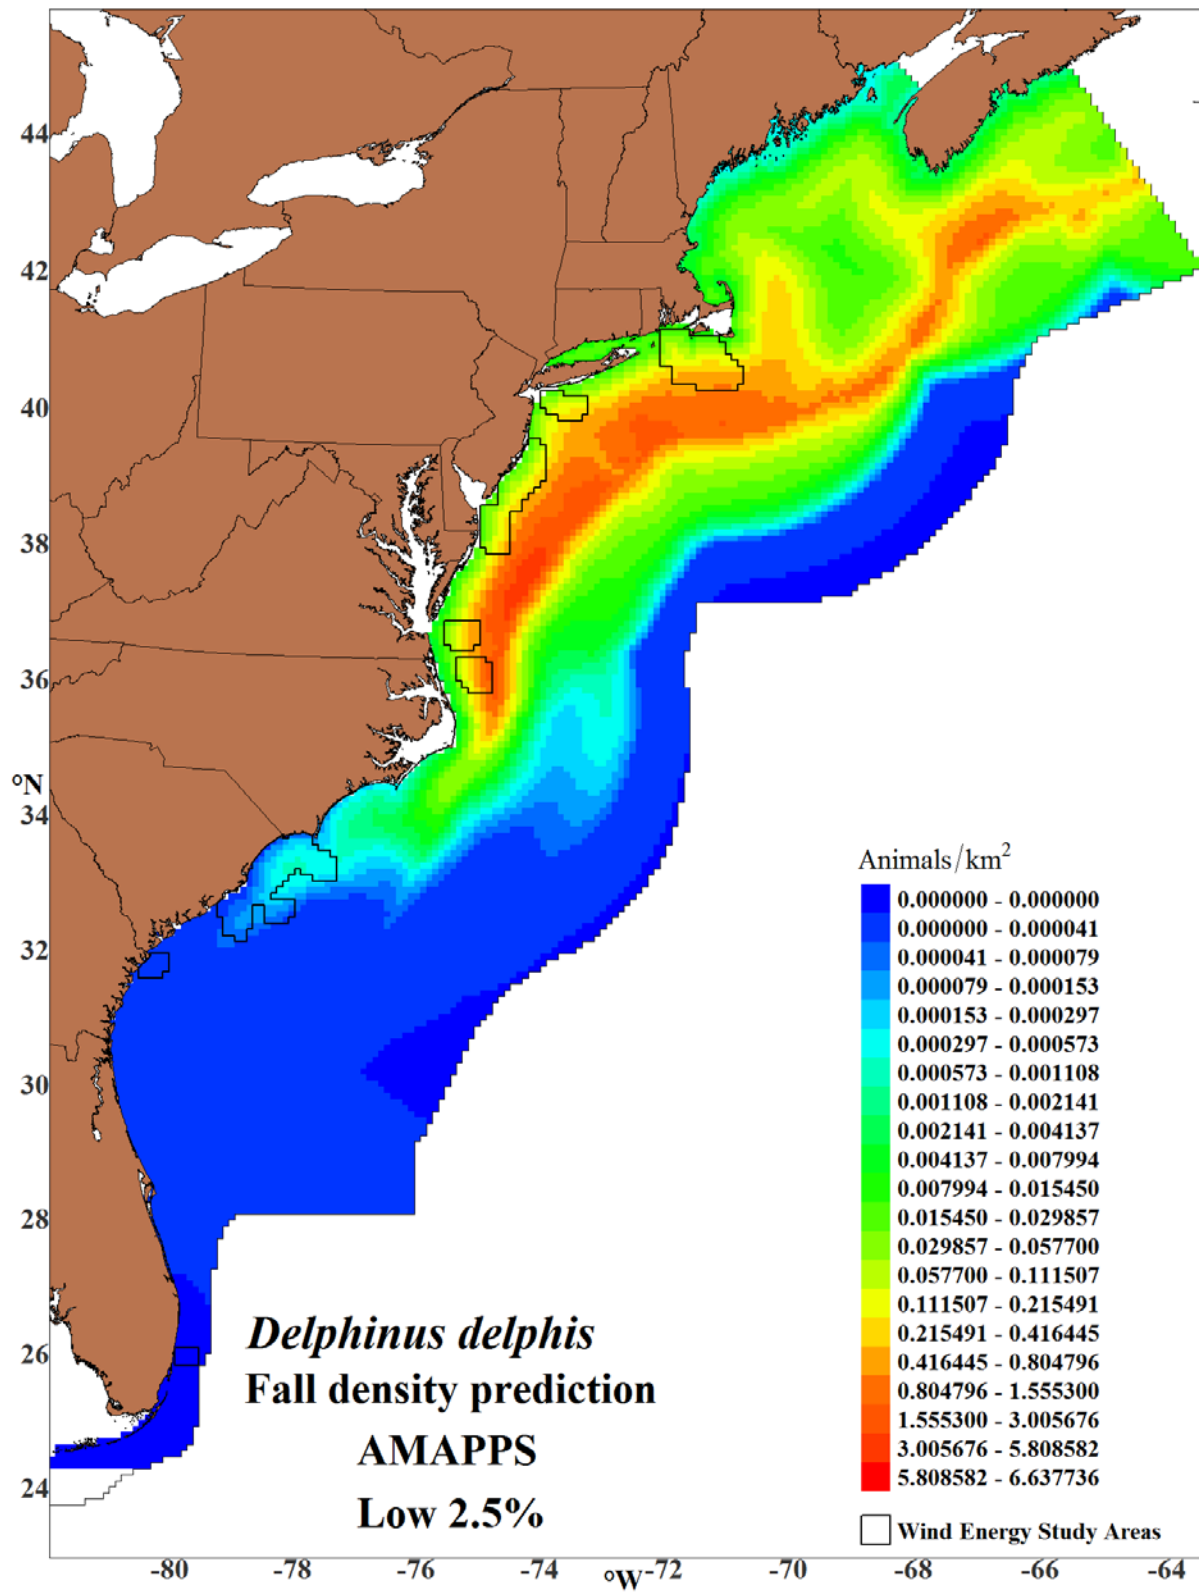 44
42
40
38
36
°N
34
32
30
28
26
24
Animals/km²
0.000000 - 0.000000
0.000000 - 0.000041
0.000041 - 0.000079
0.000079 - 0.000153
0.000153 - 0.000297
0.000297 - 0.000573
0.000573 - 0.001108
0.001108 - 0.002141
0.002141 - 0.004137
0.004137 - 0.007994
0.007994 - 0.015450
0.015450 - 0.029857
0.029857 - 0.057700
0.057700 - 0.111507
0.111507 - 0.215491
0.215491 - 0.416445
0.416445 - 0.804796
0.804796 - 1.555300
1.555300 - 3.005676
3.005676 - 5.808582
5.808582 - 6.637736
Wind Energy Study Areas
Delphinus delphis
Fall density prediction
AMAPPS
Low 2.5%
-80 -78 -76 -74 °W -72 -70 -68 -66 -64